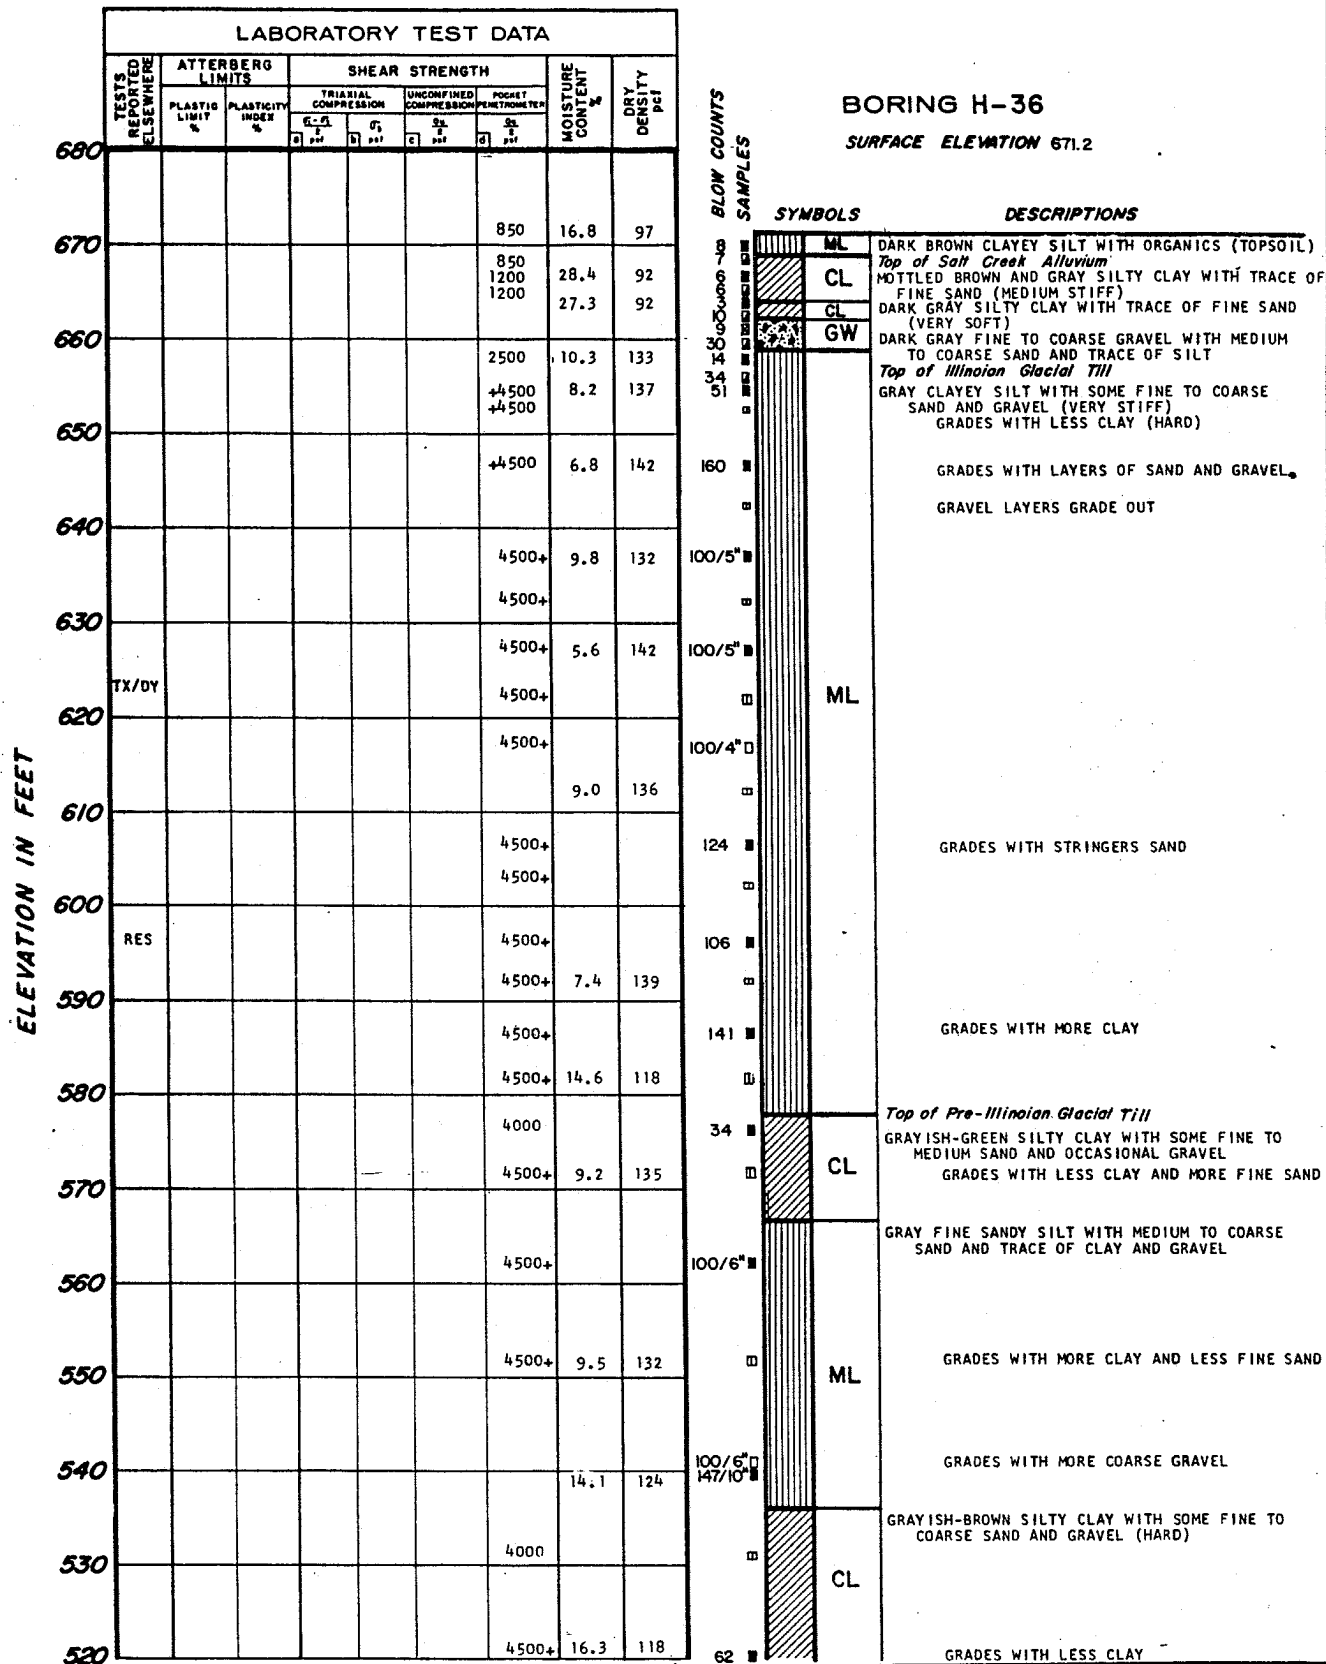 LABORATORY TEST DATA
TESTS REPORTED ELSEWHERE
ATTERBERG LIMITS
SHEAR STRENGTH
MOISTURE CONTENT %
DRY DENSITY pcf
PLASTIC LIMIT %
PLASTICITY INDEX %
TRIAXIAL COMPRESSION
UNCONFINED COMPRESSION
POCKET PENETROMETER
a psf
b psf
c psf
d psf
BLOW COUNTS
SAMPLES
BORING H-36
SURFACE ELEVATION 671.2
SYMBOLS
DESCRIPTIONS
ELEVATION IN FEET
680
850 16.8 97
670
8 ML DARK BROWN CLAYEY SILT WITH ORGANICS (TOPSOIL)
7 Top of Salt Creek Alluvium
850
1200 28.4 92
6 CL MOTTLED BROWN AND GRAY SILTY CLAY WITH TRACE OF
1200
6 FINE SAND (MEDIUM STIFF)
27.3 92
3 CL DARK GRAY SILTY CLAY WITH TRACE OF FINE SAND
10 (VERY SOFT)
9 GW
660
30 DARK GRAY FINE TO COARSE GRAVEL WITH MEDIUM
2500 10.3 133
14 TO COARSE SAND AND TRACE OF SILT
34 Top of Illinoian Glacial Till
+4500 8.2 137
51 GRAY CLAYEY SILT WITH SOME FINE TO COARSE
+4500
SAND AND GRAVEL (VERY STIFF)
GRADES WITH LESS CLAY (HARD)
650
+4500 6.8 142 160 GRADES WITH LAYERS OF SAND AND GRAVEL.
GRAVEL LAYERS GRADE OUT
640
4500+ 9.8 132 100/5"
4500+
630
4500+ 5.6 142 100/5"
TX/DY
4500+ ML
620
4500+ 100/4"
9.0 136
610
4500+ 124 GRADES WITH STRINGERS SAND
4500+
600
RES 4500+ 106
4500+ 7.4 139
590
4500+ 141 GRADES WITH MORE CLAY
4500+ 14.6 118
580
Top of Pre-Illinoian Glacial Till
4000 34
GRAYISH-GREEN SILTY CLAY WITH SOME FINE TO
MEDIUM SAND AND OCCASIONAL GRAVEL
CL
4500+ 9.2 135 GRADES WITH LESS CLAY AND MORE FINE SAND
570
GRAY FINE SANDY SILT WITH MEDIUM TO COARSE
SAND AND TRACE OF CLAY AND GRAVEL
4500+ 100/6"
560
4500+ 9.5 132 GRADES WITH MORE CLAY AND LESS FINE SAND
550
ML
100/6" GRADES WITH MORE COARSE GRAVEL
540
147/10"
14.1 124
GRAYISH-BROWN SILTY CLAY WITH SOME FINE TO
COARSE SAND AND GRAVEL (HARD)
4000
530
CL
4500+ 16.3 118 62 GRADES WITH LESS CLAY
520